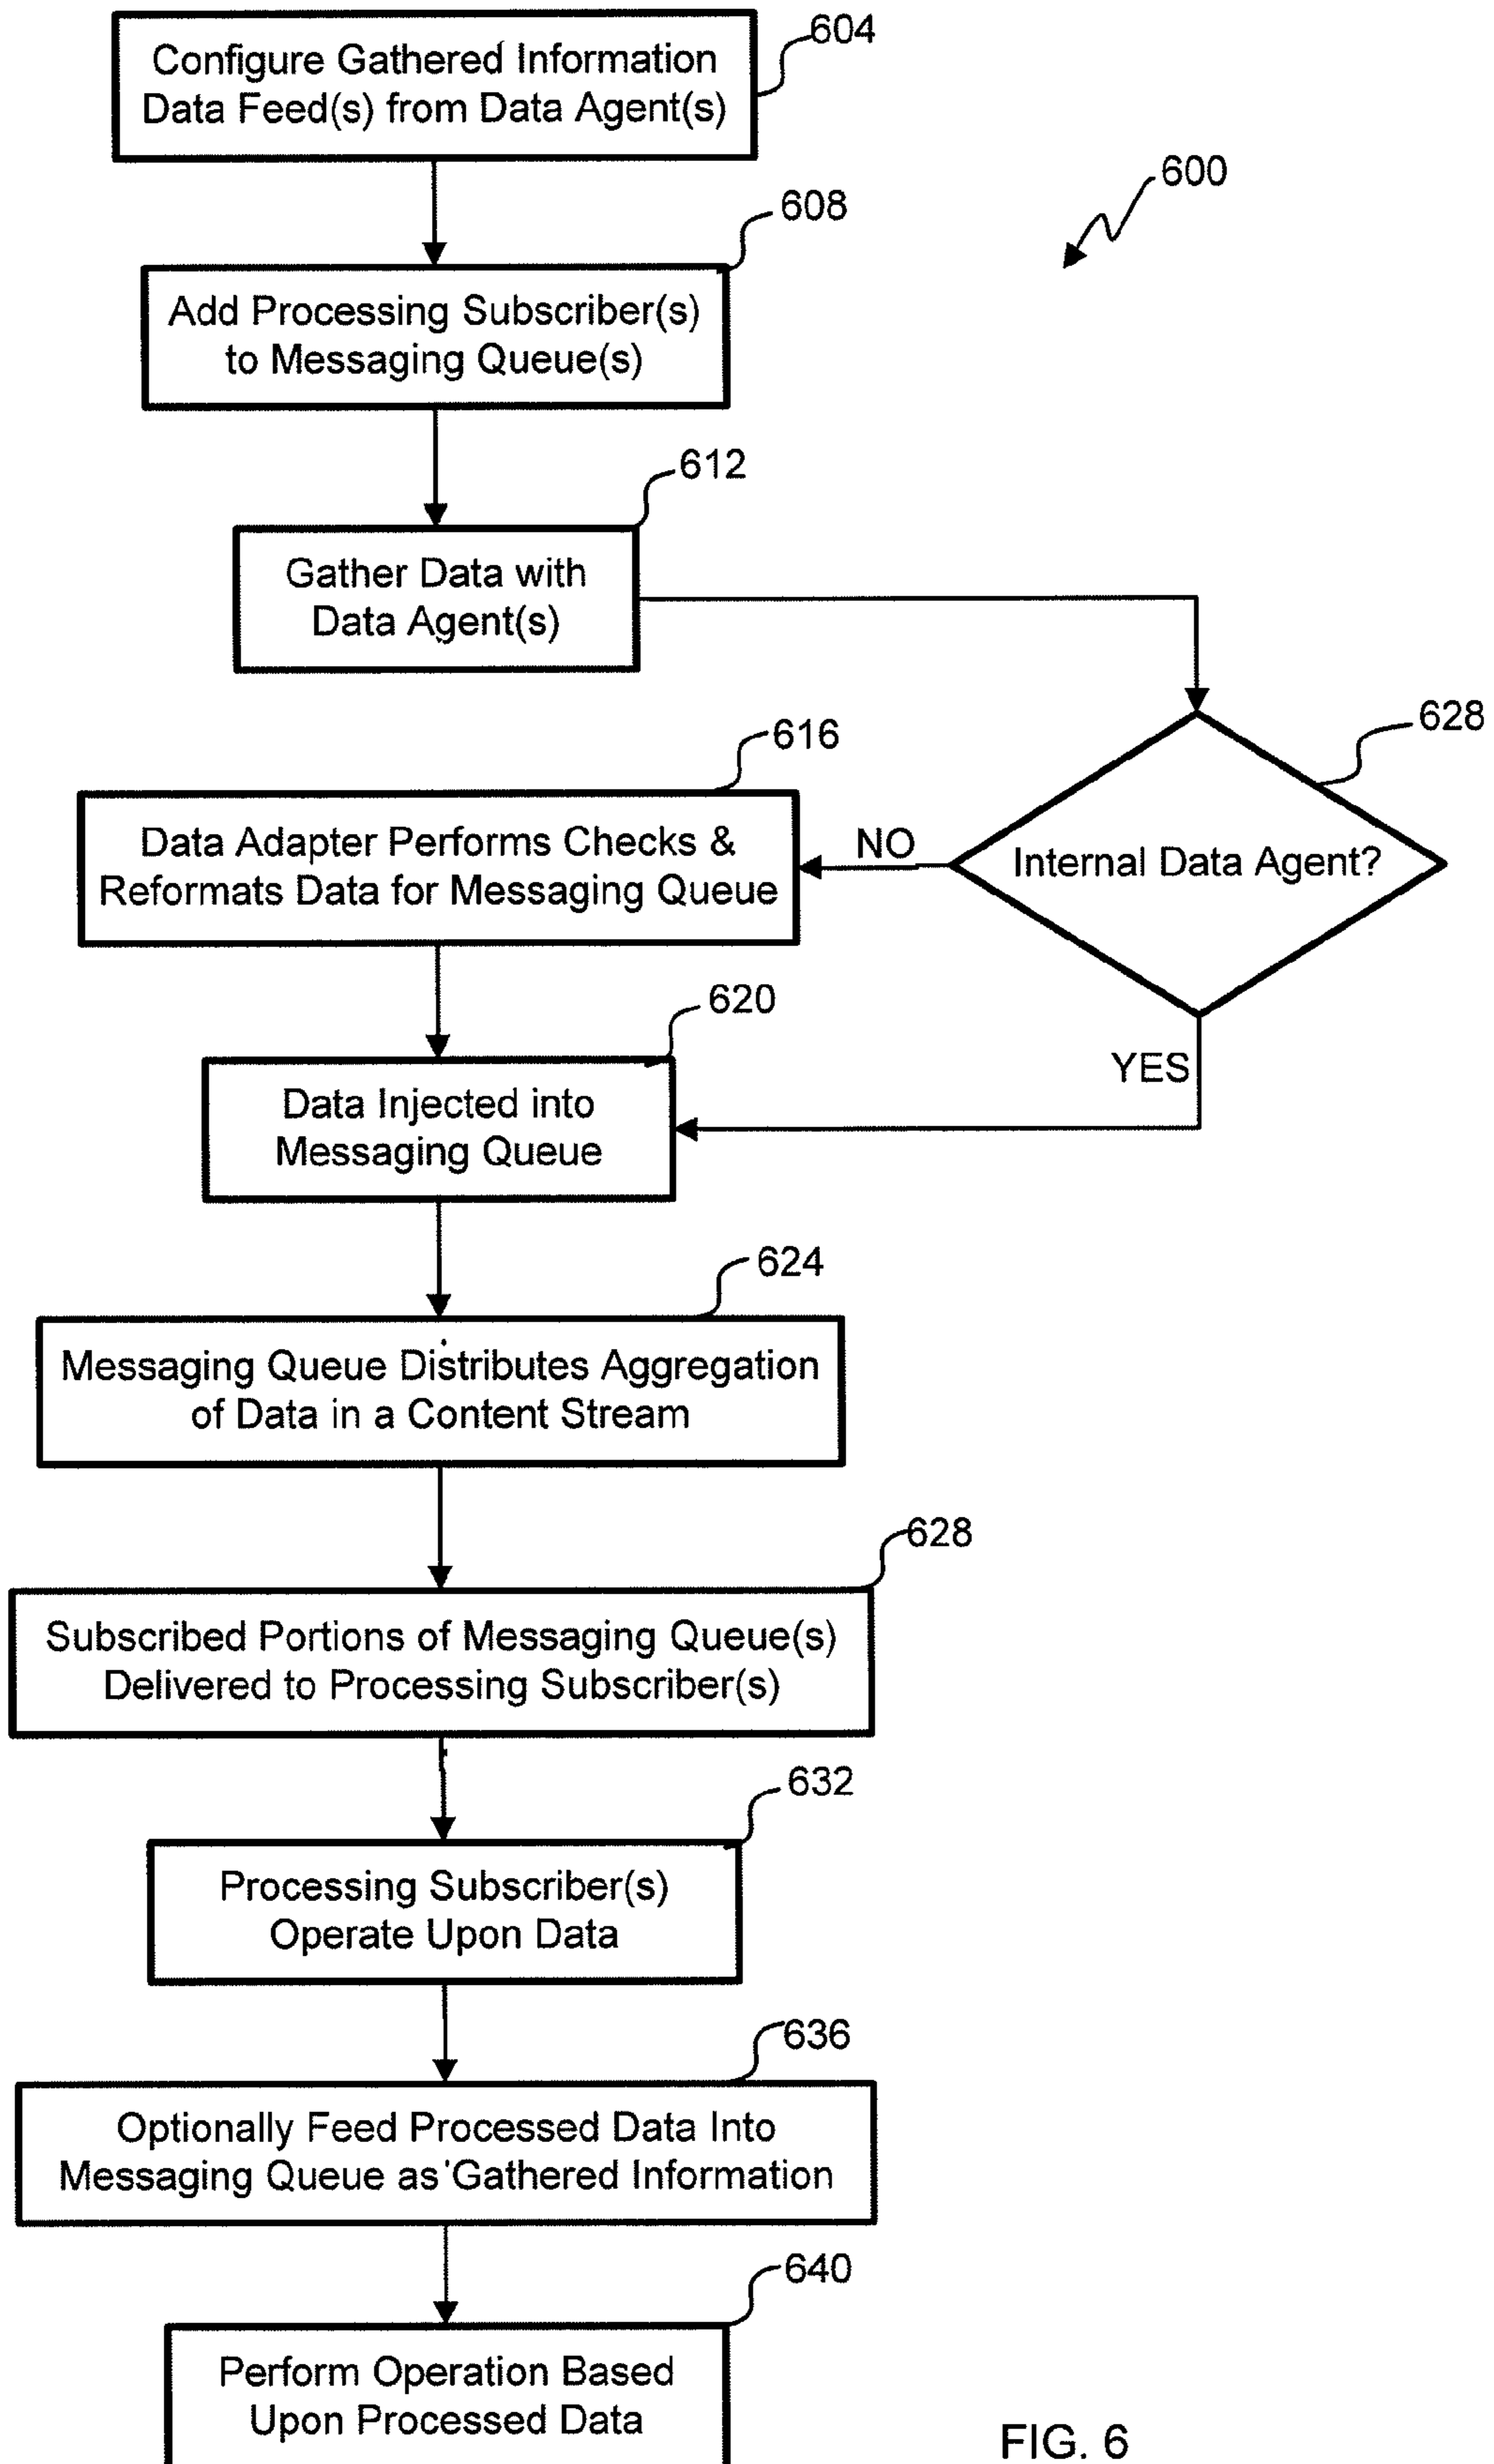 604
Configure Gathered Information
Data Feed(s) from Data Agent(s)
600
608
Add Processing Subscriber(s)
to Messaging Queue(s)
612
Gather Data with
Data Agent(s)
628
616
Data Adapter Performs Checks &
Reformats Data for Messaging Queue
NO
Internal Data Agent?
620
YES
Data Injected into
Messaging Queue
624
Messaging Queue Distributes Aggregation
of Data in a Content Stream
628
Subscribed Portions of Messaging Queue(s)
Delivered to Processing Subscriber(s)
632
Processing Subscriber(s)
Operate Upon Data
636
Optionally Feed Processed Data Into
Messaging Queue as Gathered Information
640
Perform Operation Based
Upon Processed Data
FIG. 6